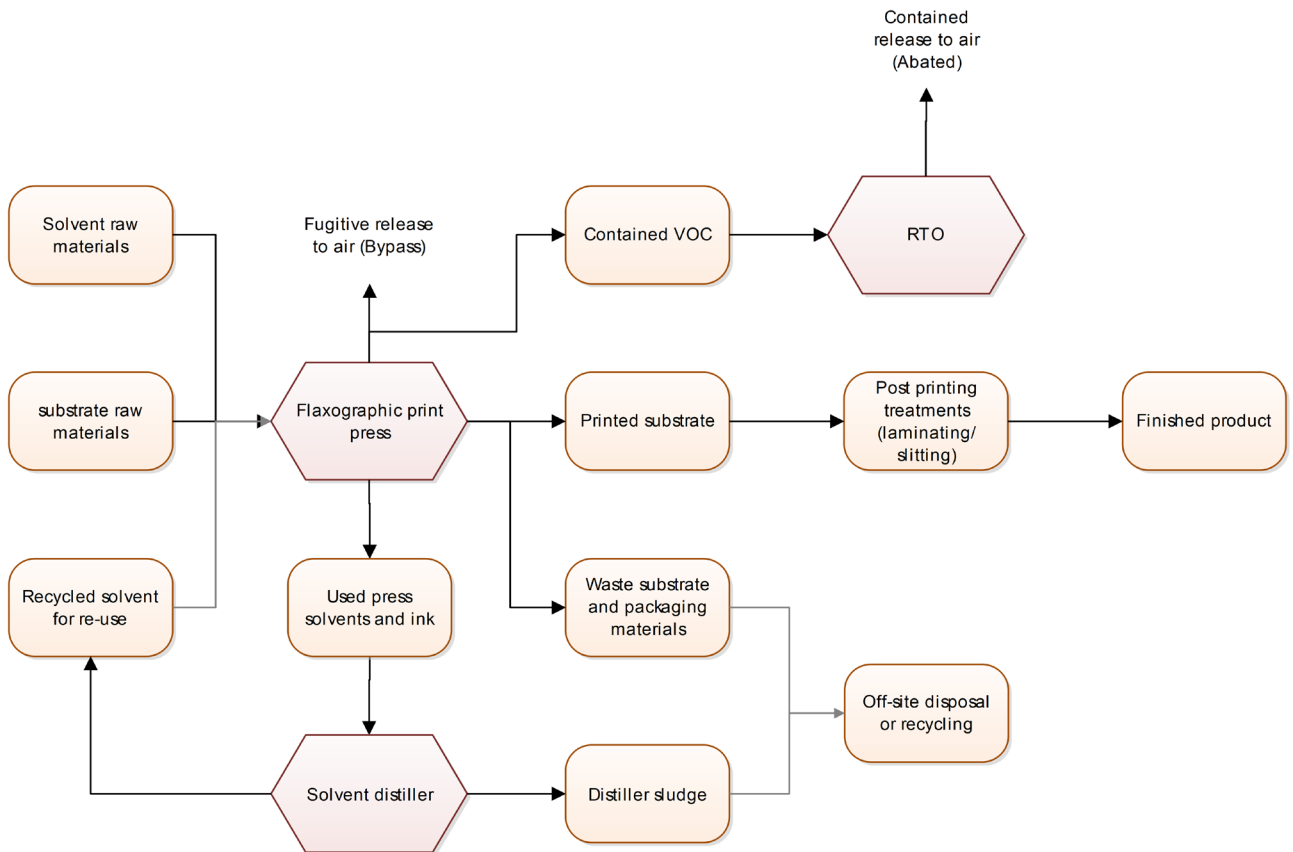 Contained
release to air
(Abated)
Solvent raw
materials
Fugitive release
to air (Bypass)
Contained VOC
RTO
substrate raw
materials
Flaxographic print
press
Printed substrate
Post printing
treatments
(laminating/
slitting)
Finished product
Recycled solvent
for re-use
Used press
solvents and ink
Waste substrate
and packaging
materials
Off-site disposal
or recycling
Solvent distiller
Distiller sludge